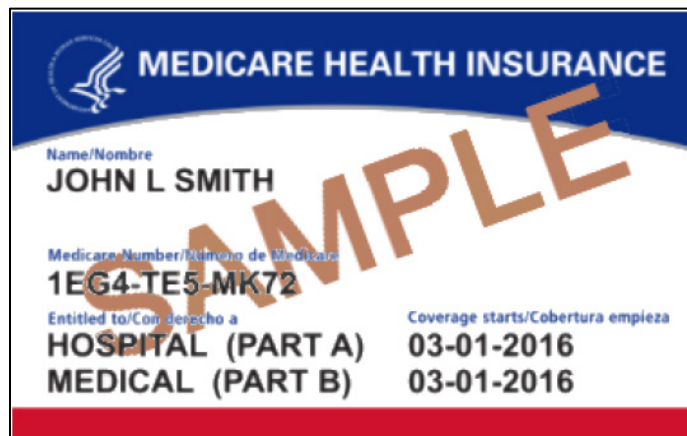 MEDICARE HEALTH INSURANCE
Name/Nombre
JOHN L SMITH
Medicare Number/Número de Medicare
1EG4-TE5-MK72
Entitled to/Con derecho a Coverage starts/Cobertura empieza
HOSPITAL (PART A) 03-01-2016
MEDICAL (PART B) 03-01-2016
SAMPLE